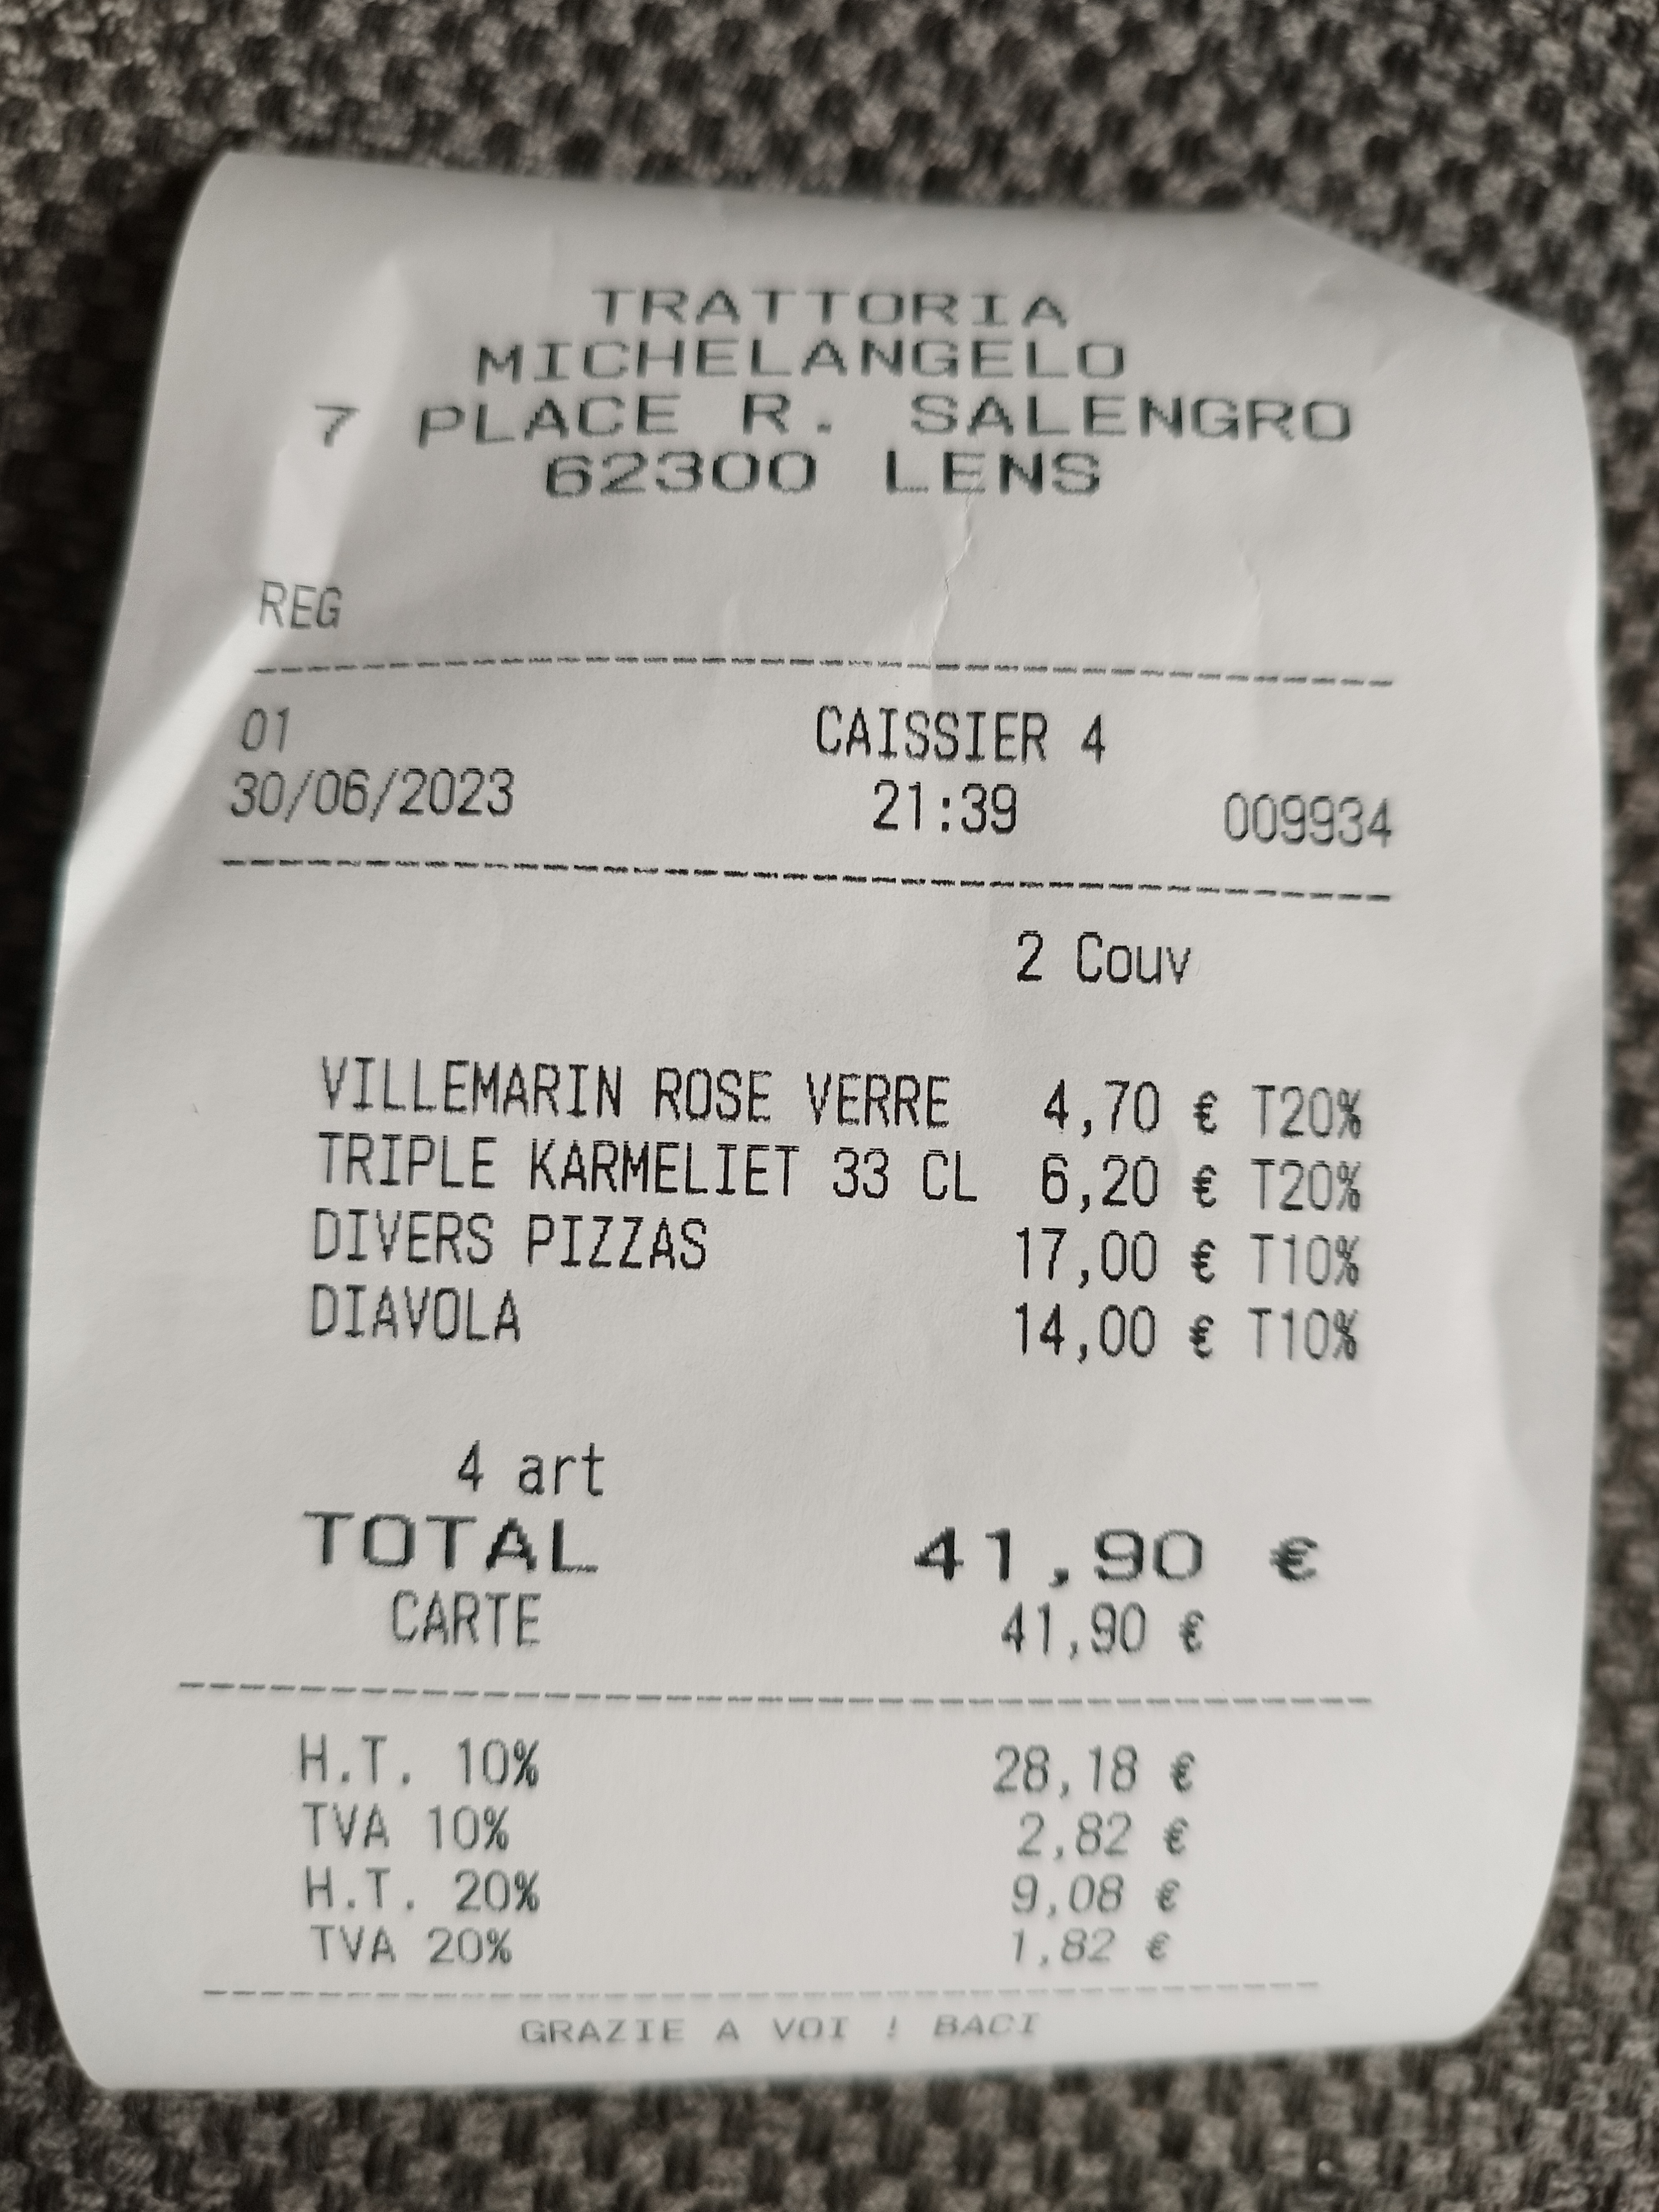 TRATTORIA
MICHELANGELO
7 PLACE R. SALENGRO
62300 LENS
REG
01 CAISSIER 4
30/06/2023 21:39 009934
2 Couv
VILLEMARIN ROSE VERRE 4,70 € T20%
TRIPLE KARMELIET 33 CL 6,20 € T20%
DIVERS PIZZAS 17,00 € T10%
DIAVOLA 14,00 € T10%
4 art
TOTAL 41,90 €
CARTE 41,90 €
H.T. 10% 28,18 €
TVA 10% 2,82 €
H.T. 20% 9,08 €
TVA 20% 1,82 €
GRAZIE A VOI ! BACI